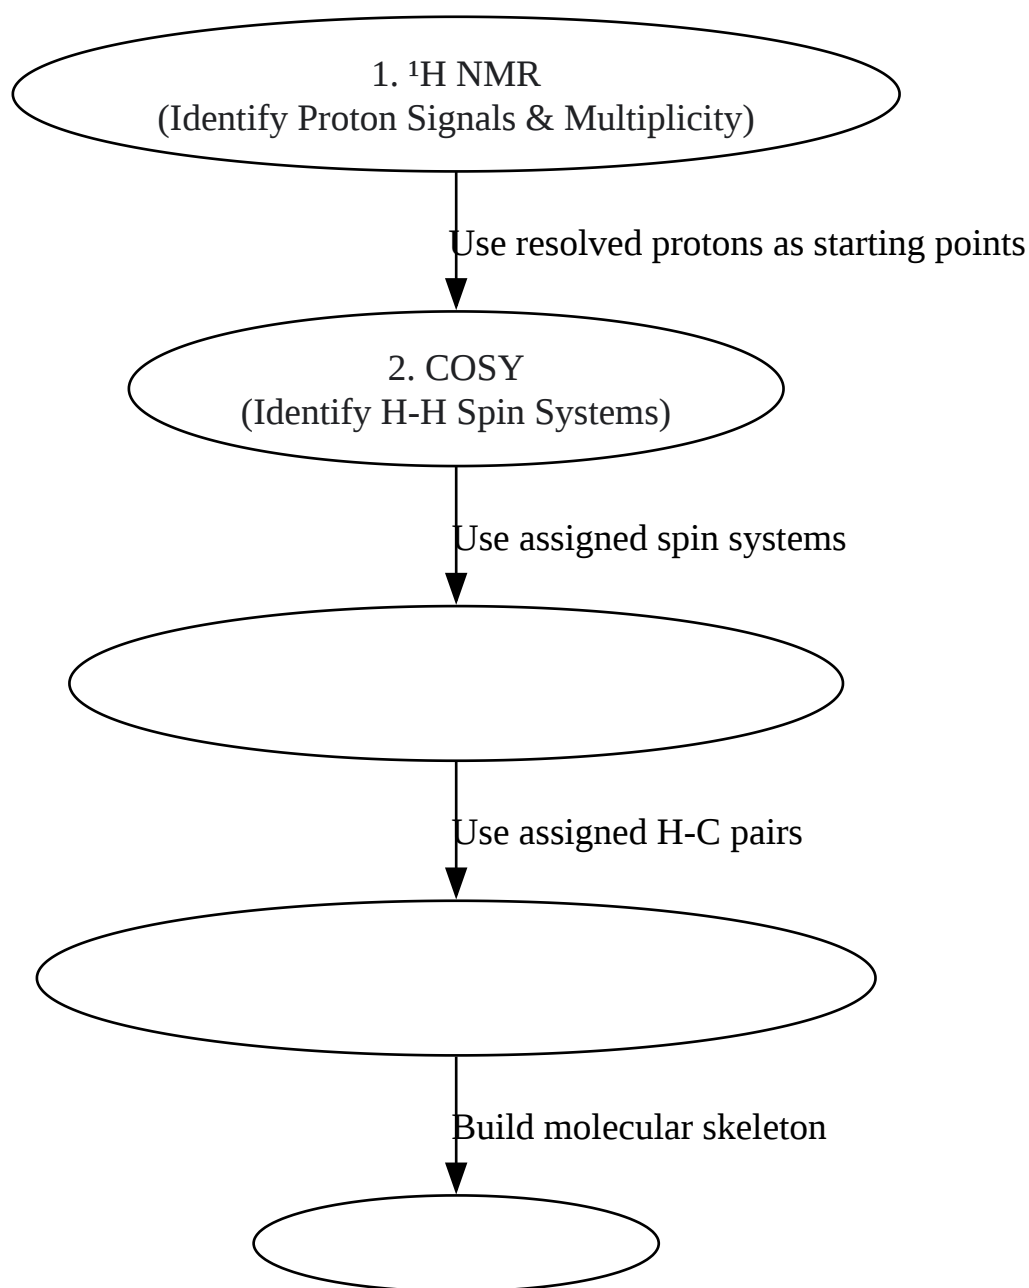 1. ¹H NMR
(Identify Proton Signals & Multiplicity)
Use resolved protons as starting points
2. COSY
(Identify H-H Spin Systems)
Use assigned spin systems
Use assigned H-C pairs
Build molecular skeleton